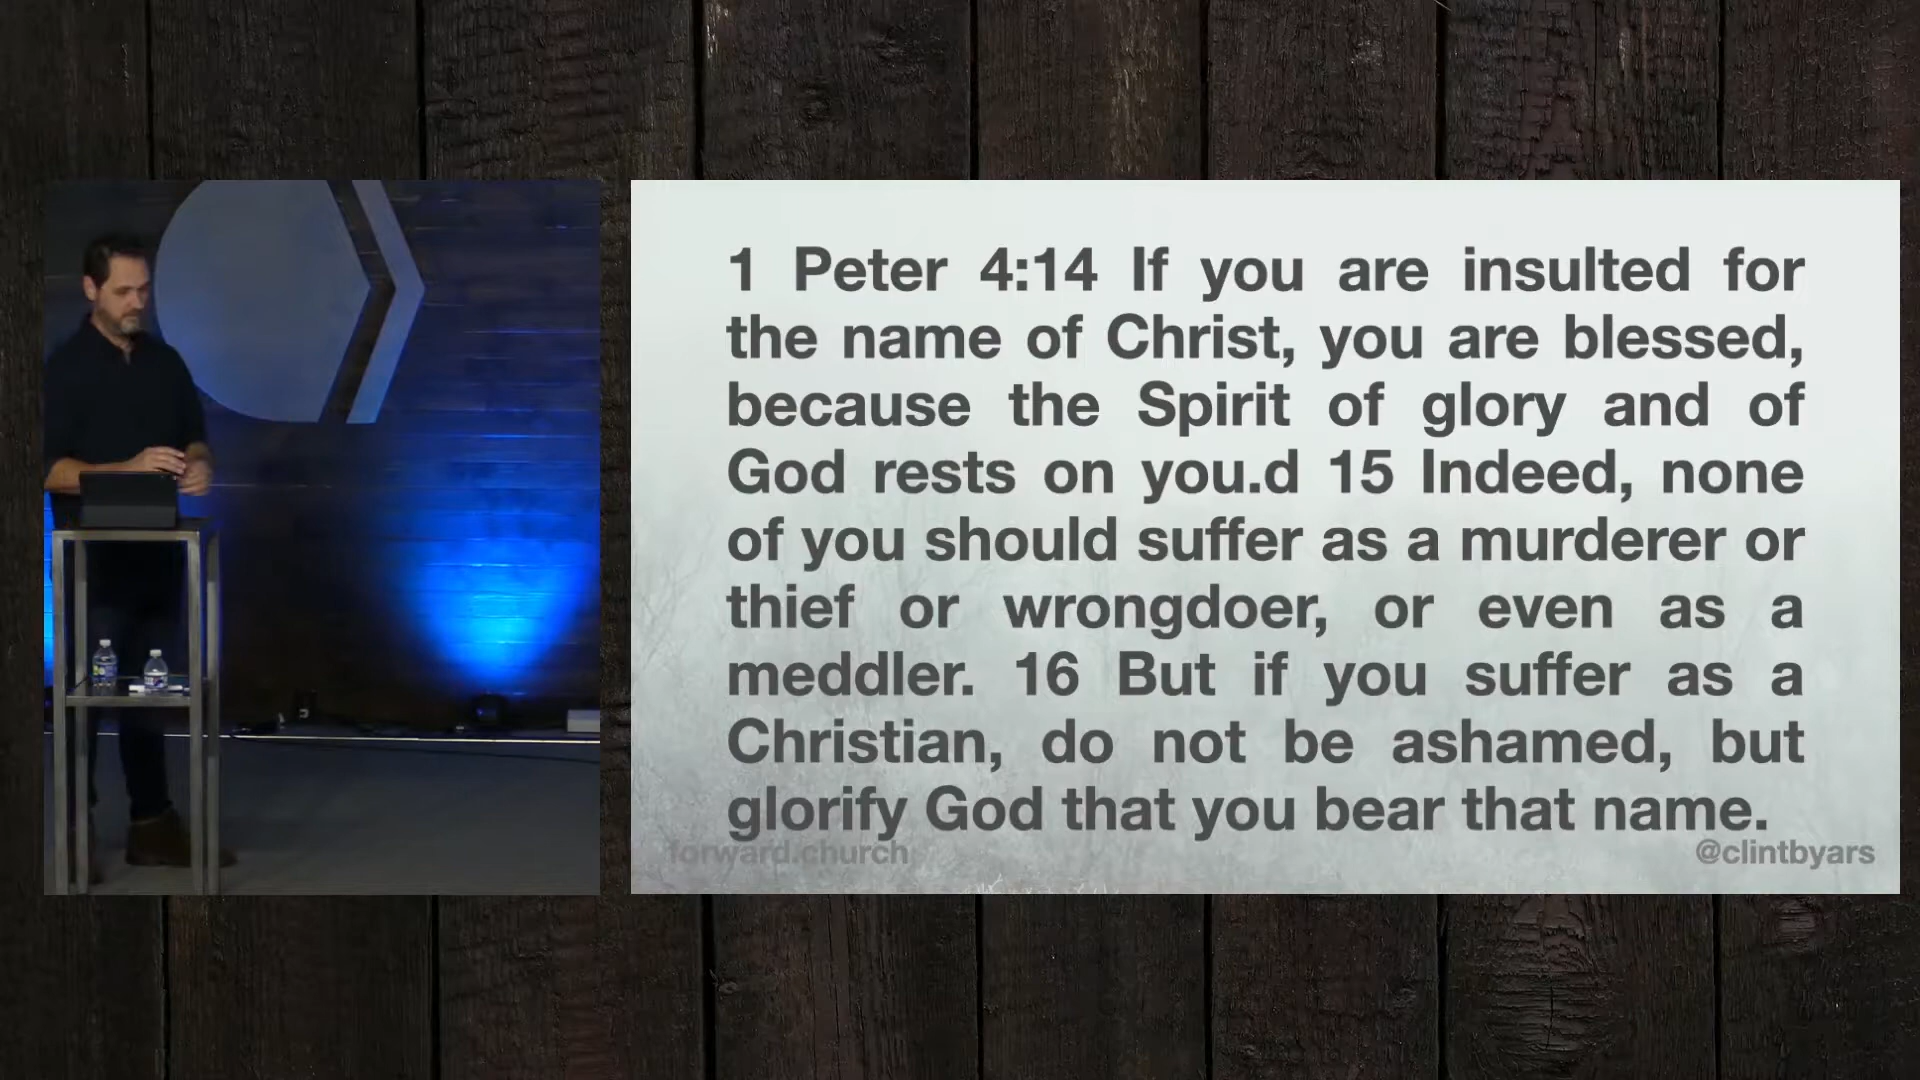 1 Peter 4:14 If you are insulted for
the name of Christ, you are blessed,
because the Spirit of glory and of
God rests on you.d 15 Indeed, none
of you should suffer as a murderer or
thief or wrongdoer, or even as a
meddler. 16 But if you suffer as a
Christian, do not be ashamed, but
glorify God that you bear that name.
forward.church
@clintbyars